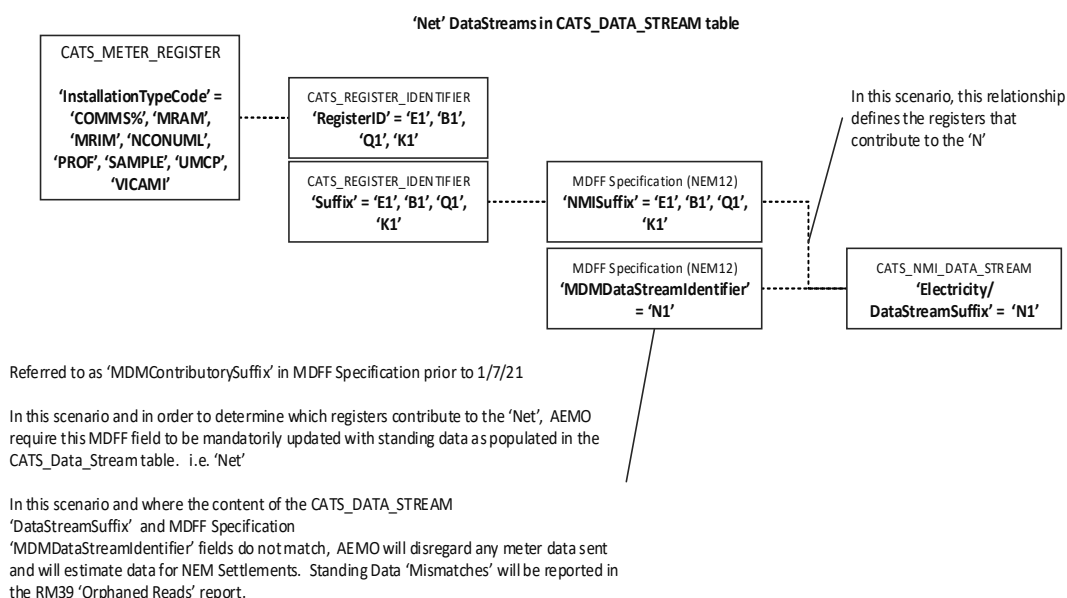 ‘Net’ DataStreams in CATS_DATA_STREAM table
CATS_METER_REGISTER
‘InstallationTypeCode’ =
‘COMMS%’, ‘MRAM’,
‘MRIM’, ‘NCONUML’,
‘PROF’, ‘SAMPLE’, ‘UMCP’,
‘VICAMI’
CATS_REGISTER_IDENTIFIER
‘RegisterID’ = ‘E1’, ‘B1’,
‘Q1’, ‘K1’
CATS_REGISTER_IDENTIFIER
‘Suffix’ = ‘E1’, ‘B1’, ‘Q1’,
‘K1’
MDFF Specification (NEM12)
‘NMISuffix’ = ‘E1’, ‘B1’, ‘Q1’,
‘K1’
MDFF Specification (NEM12)
‘MDMDataStreamIdentifier’
= ‘N1’
In this scenario, this relationship
defines the registers that
contribute to the ‘N’
CATS_NMI_DATA_STREAM
‘Electricity/
DataStreamSuffix’ = ‘N1’
Referred to as ‘MDMContributorySuffix’ in MDFF Specification prior to 1/7/21
In this scenario and in order to determine which registers contribute to the ‘Net’, AEMO
require this MDFF field to be mandatorily updated with standing data as populated in the
CATS_Data_Stream table. i.e. ‘Net’
In this scenario and where the content of the CATS_DATA_STREAM
‘DataStreamSuffix’ and MDFF Specification
‘MDMDataStreamIdentifier’ fields do not match, AEMO will disregard any meter data sent
and will estimate data for NEM Settlements. Standing Data ‘Mismatches’ will be reported in
the RM39 ‘Orphaned Reads’ report.